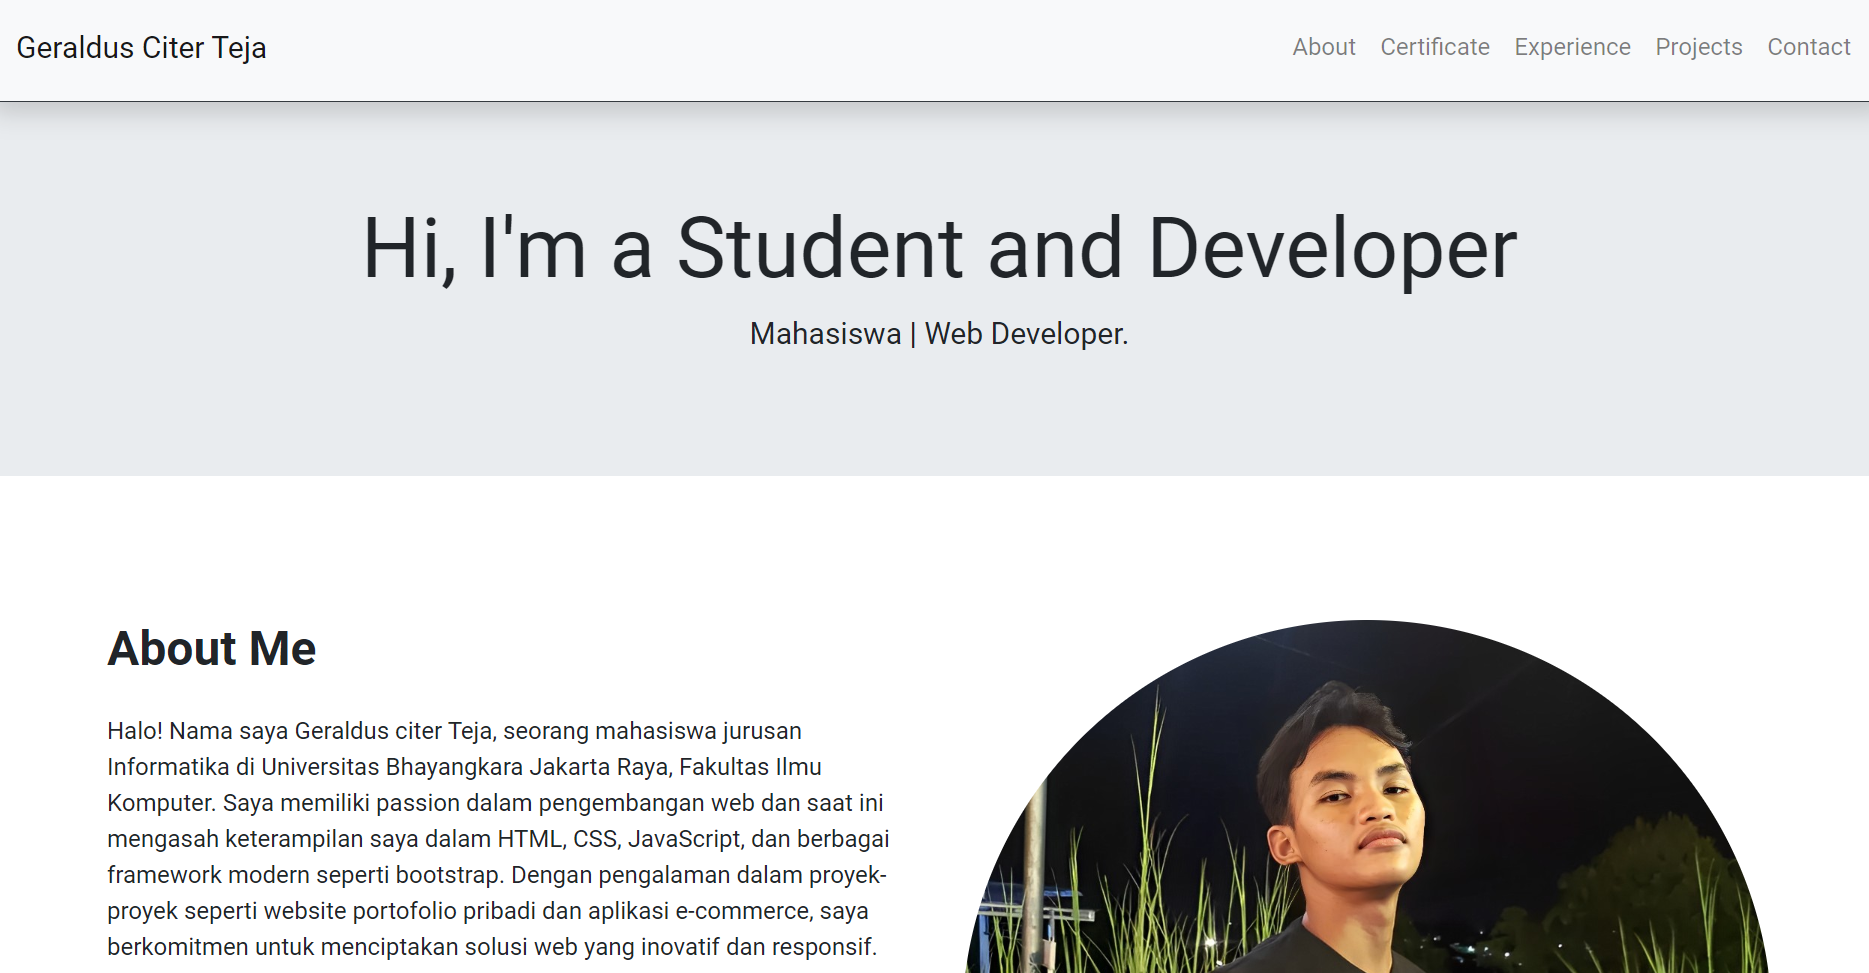 Geraldus Citer Teja
About Certificate Experience Projects Contact
Hi, I'm a Student and Developer
Mahasiswa | Web Developer.
About Me
Halo! Nama saya Geraldus citer Teja, seorang mahasiswa jurusan
Informatika di Universitas Bhayangkara Jakarta Raya, Fakultas Ilmu
Komputer. Saya memiliki passion dalam pengembangan web dan saat ini
mengasah keterampilan saya dalam HTML, CSS, JavaScript, dan berbagai
framework modern seperti bootstrap. Dengan pengalaman dalam proyek-
proyek seperti website portofolio pribadi dan aplikasi e-commerce, saya
berkomitmen untuk menciptakan solusi web yang inovatif dan responsif.